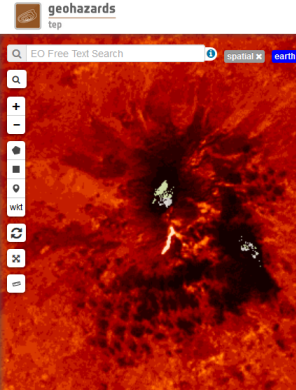 geohazards
tep
EO Free Text Search
spatial ×
earth
+
−
wkt